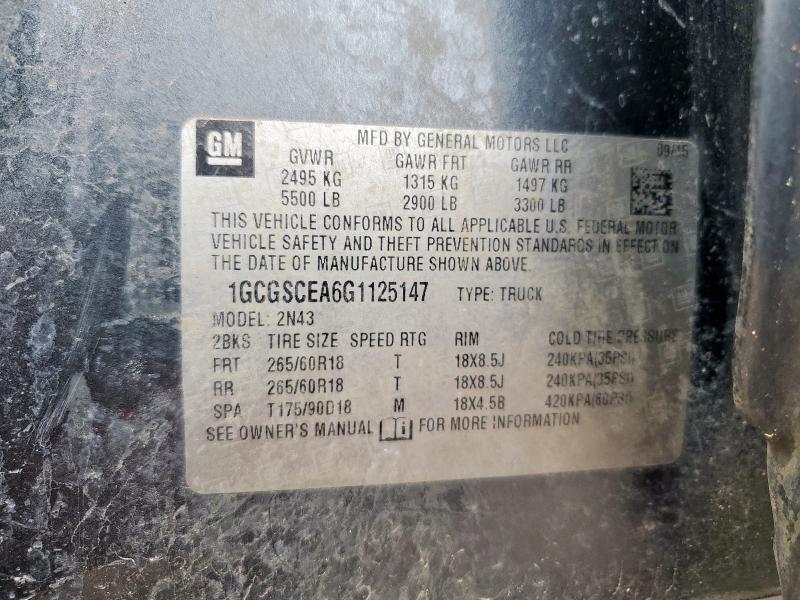 GM
MFD BY GENERAL MOTORS LLC 09/15
GVWR GAWR FRT GAWR RR
2495 KG 1315 KG 1497 KG
5500 LB 2900 LB 3300 LB
THIS VEHICLE CONFORMS TO ALL APPLICABLE U.S. FEDERAL MOTOR
VEHICLE SAFETY AND THEFT PREVENTION STANDARDS IN EFFECT ON
THE DATE OF MANUFACTURE SHOWN ABOVE.
1GCGSCEA6G1125147 TYPE: TRUCK
MODEL: 2N43
2BKS TIRE SIZE SPEED RTG RIM COLD TIRE PRESSURE
FRT 265/60R18 T 18X8.5J 240KPA(35PSI)
RR 265/60R18 T 18X8.5J 240KPA(35PSI)
SPA T175/90D18 M 18X4.5B 420KPA(60PSI)
SEE OWNER'S MANUAL FOR MORE INFORMATION